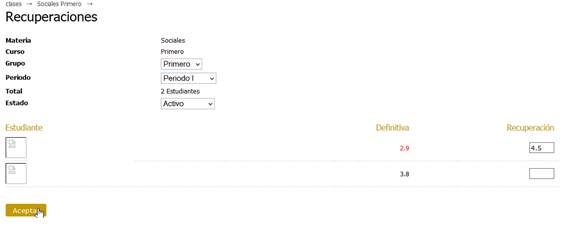 clases → Sociales Primero →
Recuperaciones
Materia Sociales
Curso Primero
Grupo Primero
Periodo Periodo I
Total 2 Estudiantes
Estado Activo
Estudiante Definitiva Recuperación
2.9 4.5
3.8
Aceptar